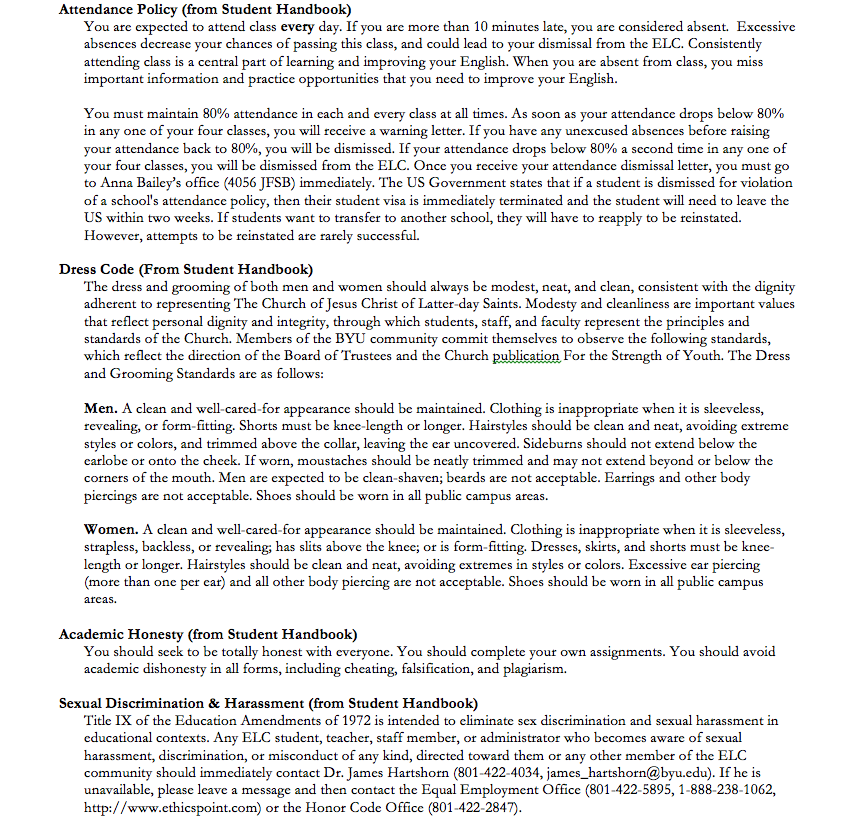 Attendance Policy (from Student Handbook)
You are expected to attend class every day. If you are more than 10 minutes late, you are considered absent.  Excessive
absences decrease your chances of passing this class, and could lead to your dismissal from the ELC. Consistently
attending class is a central part of learning and improving your English. When you are absent from class, you miss
important information and practice opportunities that you need to improve your English.
You must maintain 80% attendance in each and every class at all times. As soon as your attendance drops below 80%
in any one of your four classes, you will receive a warning letter. If you have any unexcused absences before raising
your attendance back to 80%, you will be dismissed. If your attendance drops below 80% a second time in any one of
your four classes, you will be dismissed from the ELC. Once you receive your attendance dismissal letter, you must go
to Anna Bailey's office (4056 JFSB) immediately. The US Government states that if a student is dismissed for violation
of a school's attendance policy, then their student visa is immediately terminated and the student will need to leave the
US within two weeks. If students want to transfer to another school, they will have to reapply to be reinstated.
However, attempts to be reinstated are rarely successful.
Dress Code (From Student Handbook)
The dress and grooming of both men and women should always be modest, neat, and clean, consistent with the dignity
adherent to representing The Church of Jesus Christ of Latter-day Saints. Modesty and cleanliness are important values
that reflect personal dignity and integrity, through which students, staff, and faculty represent the principles and
standards of the Church. Members of the BYU community commit themselves to observe the following standards,
which reflect the direction of the Board of Trustees and the Church publication For the Strength of Youth. The Dress
and Grooming Standards are as follows:
Men. A clean and well-cared-for appearance should be maintained. Clothing is inappropriate when it is sleeveless,
revealing, or form-fitting. Shorts must be knee-length or longer. Hairstyles should be clean and neat, avoiding extreme
styles or colors, and trimmed above the collar, leaving the ear uncovered. Sideburns should not extend below the
earlobe or onto the cheek. If worn, moustaches should be neatly trimmed and may not extend beyond or below the
corners of the mouth. Men are expected to be clean-shaven; beards are not acceptable. Earrings and other body
piercings are not acceptable. Shoes should be worn in all public campus areas.
Women. A clean and well-cared-for appearance should be maintained. Clothing is inappropriate when it is sleeveless,
strapless, backless, or revealing; has slits above the knee; or is form-fitting. Dresses, skirts, and shorts must be knee-
length or longer. Hairstyles should be clean and neat, avoiding extremes in styles or colors. Excessive ear piercing
(more than one per ear) and all other body piercing are not acceptable. Shoes should be worn in all public campus
areas.
Academic Honesty (from Student Handbook)
You should seek to be totally honest with everyone. You should complete your own assignments. You should avoid
academic dishonesty in all forms, including cheating, falsification, and plagiarism.
Sexual Discrimination & Harassment (from Student Handbook)
Title IX of the Education Amendments of 1972 is intended to eliminate sex discrimination and sexual harassment in
educational contexts. Any ELC student, teacher, staff member, or administrator who becomes aware of sexual
harassment, discrimination, or misconduct of any kind, directed toward them or any other member of the ELC
community should immediately contact Dr. James Hartshorn (801-422-4034, james_hartshorn@byu.edu). If he is
unavailable, please leave a message and then contact the Equal Employment Office (801-422-5895, 1-888-238-1062,
http://www.ethicspoint.com) or the Honor Code Office (801-422-2847).